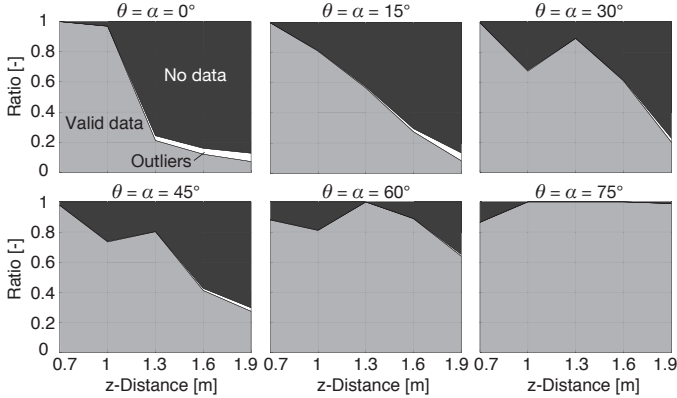 θ = α = 0°
θ = α = 15°
θ = α = 30°
Ratio [-]
1
0.8
0.6
0.4
0.2
0
No data
Valid data
Outliers
θ = α = 45°
θ = α = 60°
θ = α = 75°
Ratio [-]
1
0.8
0.6
0.4
0.2
0
0.7 1 1.3 1.6 1.9
0.7 1 1.3 1.6 1.9
0.7 1 1.3 1.6 1.9
z-Distance [m]
z-Distance [m]
z-Distance [m]